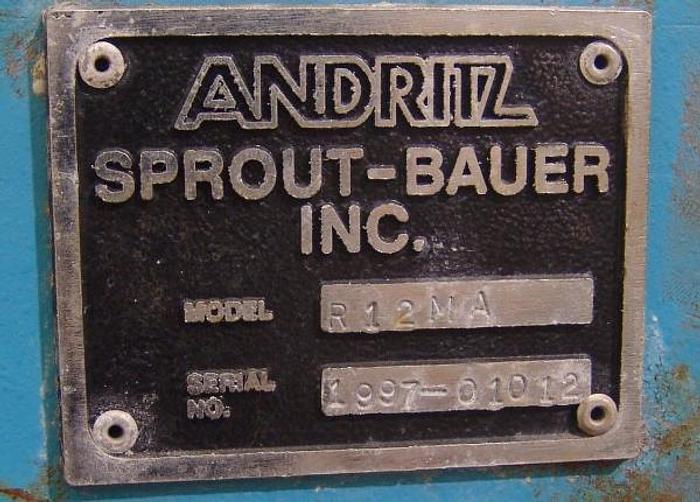 ANDRITZ
SPROUT-BAUER
INC.
MODEL R12MA
SERIAL NO. 1997-01012